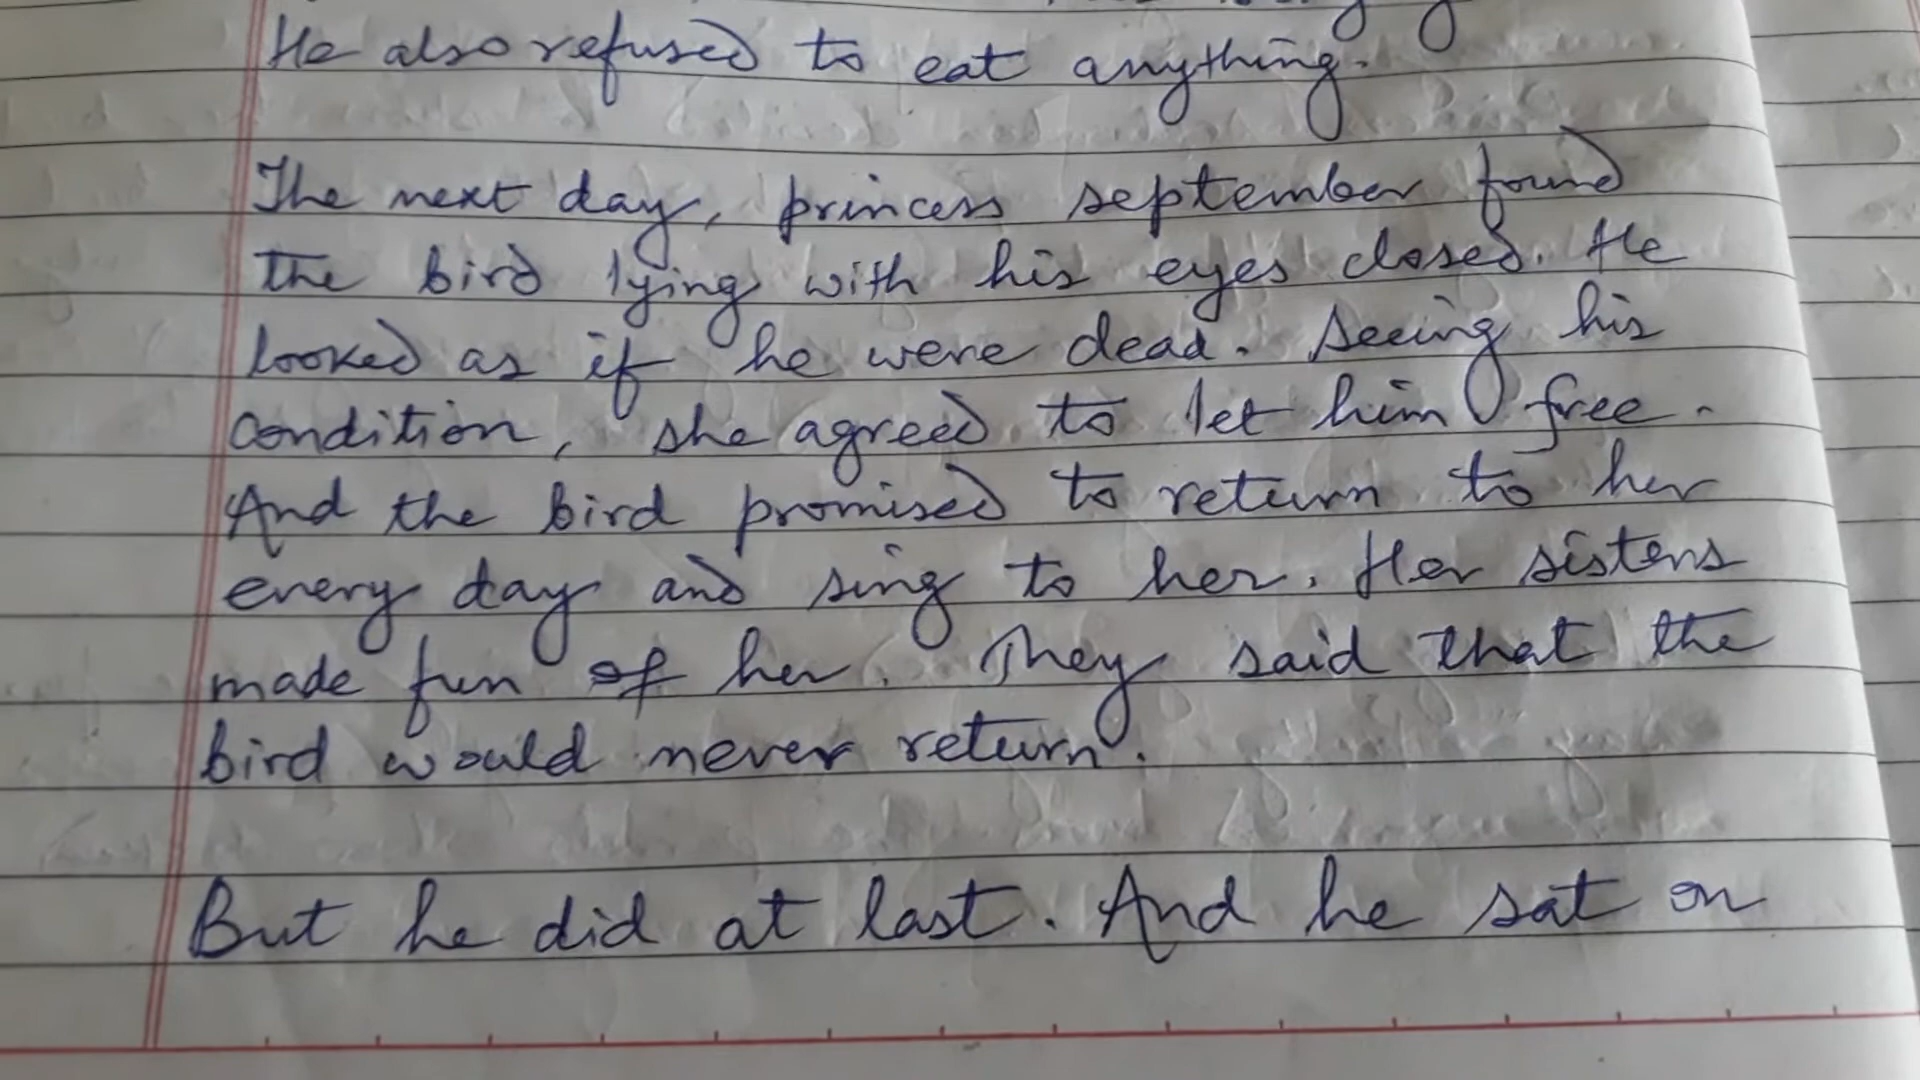 He also refused to eat anything.
The next day, princess september found
the bird lying with his eyes closed. He
looked as if he were dead. Seeing his
condition, she agreed to let him free.
And the bird promised to return to her
every day and sing to her. Her sisters
made fun of her. They said that the
bird would never return.
But he did at last. And he sat on